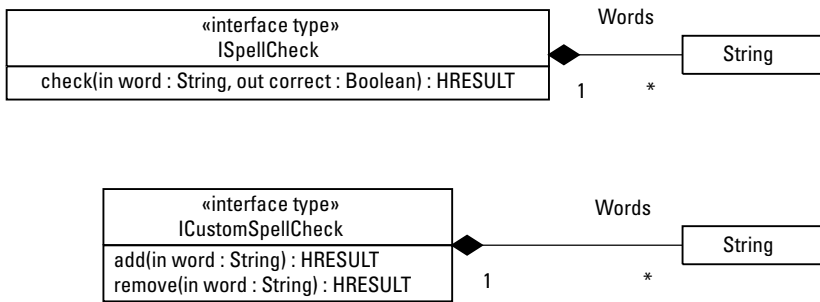 Words
«interface type»
ISpellCheck
String
check(in word : String, out correct : Boolean) : HRESULT
1
*
«interface type»
ICustomSpellCheck
Words
String
add(in word : String) : HRESULT
remove(in word : String) : HRESULT
1
*